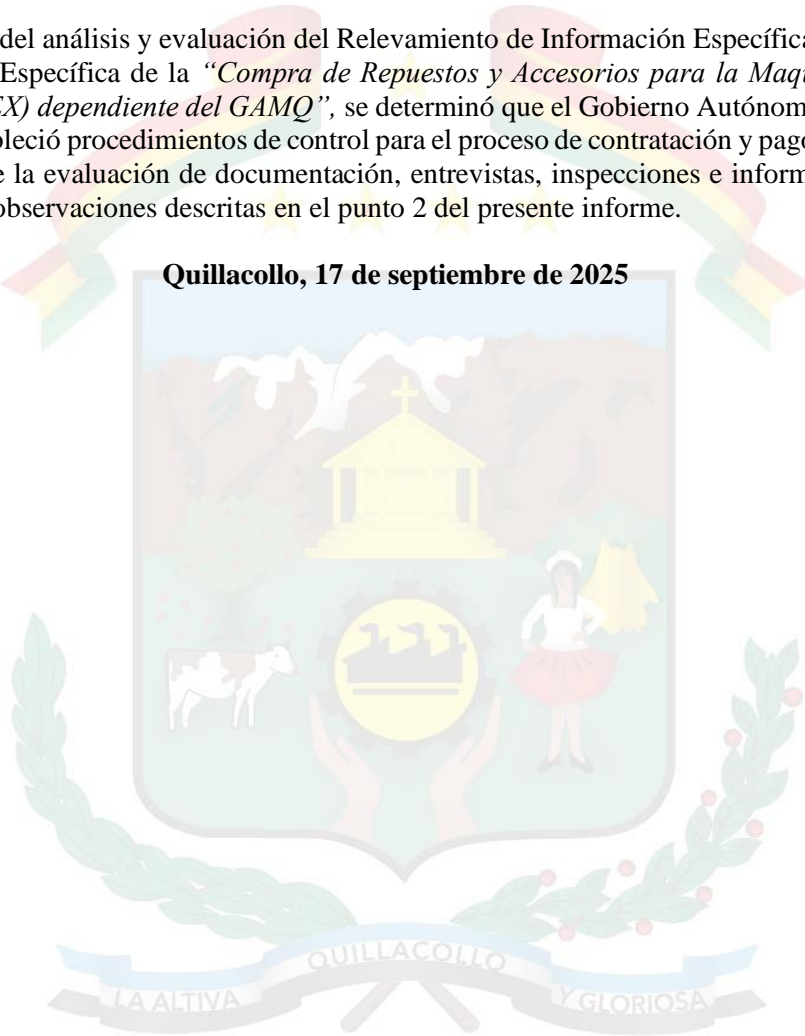 del análisis y evaluación del Relevamiento de Información Específica
Específica de la “Compra de Repuestos y Accesorios para la Maqu
EX) dependiente del GAMQ”, se determinó que el Gobierno Autónom
bleció procedimientos de control para el proceso de contratación y pago
e la evaluación de documentación, entrevistas, inspecciones e inform
observaciones descritas en el punto 2 del presente informe.
Quillacollo, 17 de septiembre de 2025
QUILLACOLLO
LA ALTIVA Y GLORIOSA